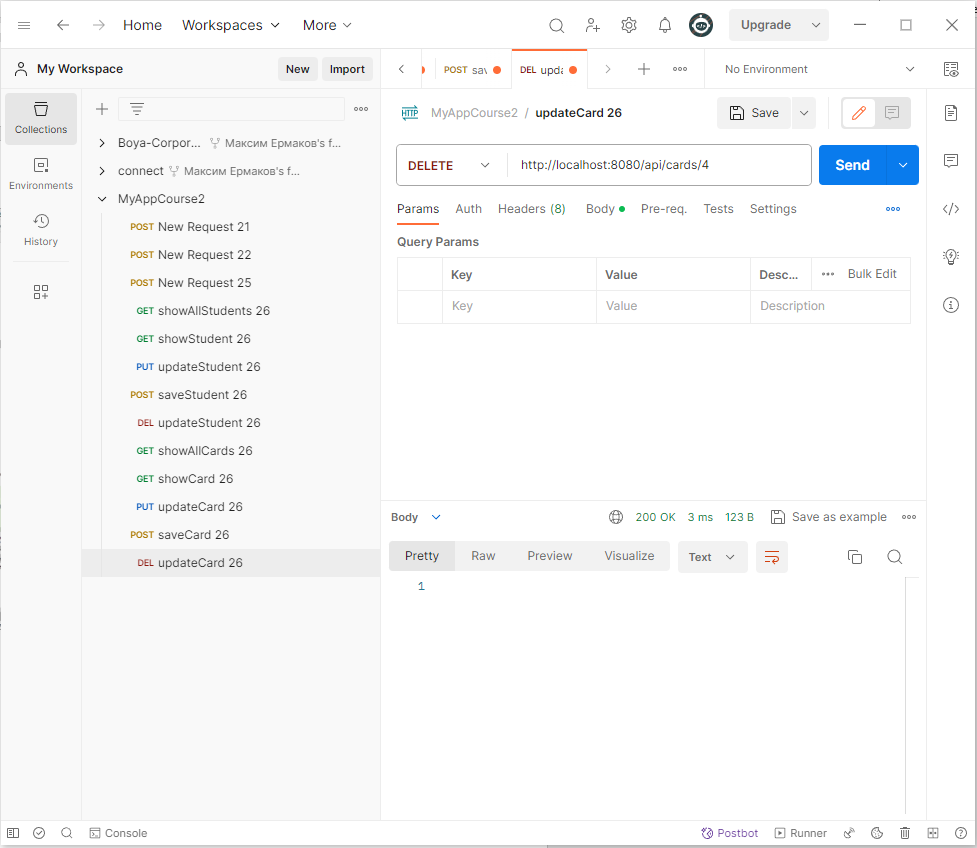 Home Workspaces More Upgrade
My Workspace New Import POST sav DEL upda No Environment
Collections
Environments
History
Boya-Corpor... Максим Ермаков's f...
connect Максим Ермаков's f...
MyAppCourse2
POST New Request 21
POST New Request 22
POST New Request 25
GET showAllStudents 26
GET showStudent 26
PUT updateStudent 26
POST saveStudent 26
DEL updateStudent 26
GET showAllCards 26
GET showCard 26
PUT updateCard 26
POST saveCard 26
DEL updateCard 26
HTTP MyAppCourse2 / updateCard 26 Save
DELETE http://localhost:8080/api/cards/4 Send
Params Auth Headers (8) Body Pre-req. Tests Settings
Query Params
Key Value Desc... Bulk Edit
Key Value Description
Body 200 OK 3 ms 123 B Save as example
Pretty Raw Preview Visualize Text
1
Console Postbot Runner